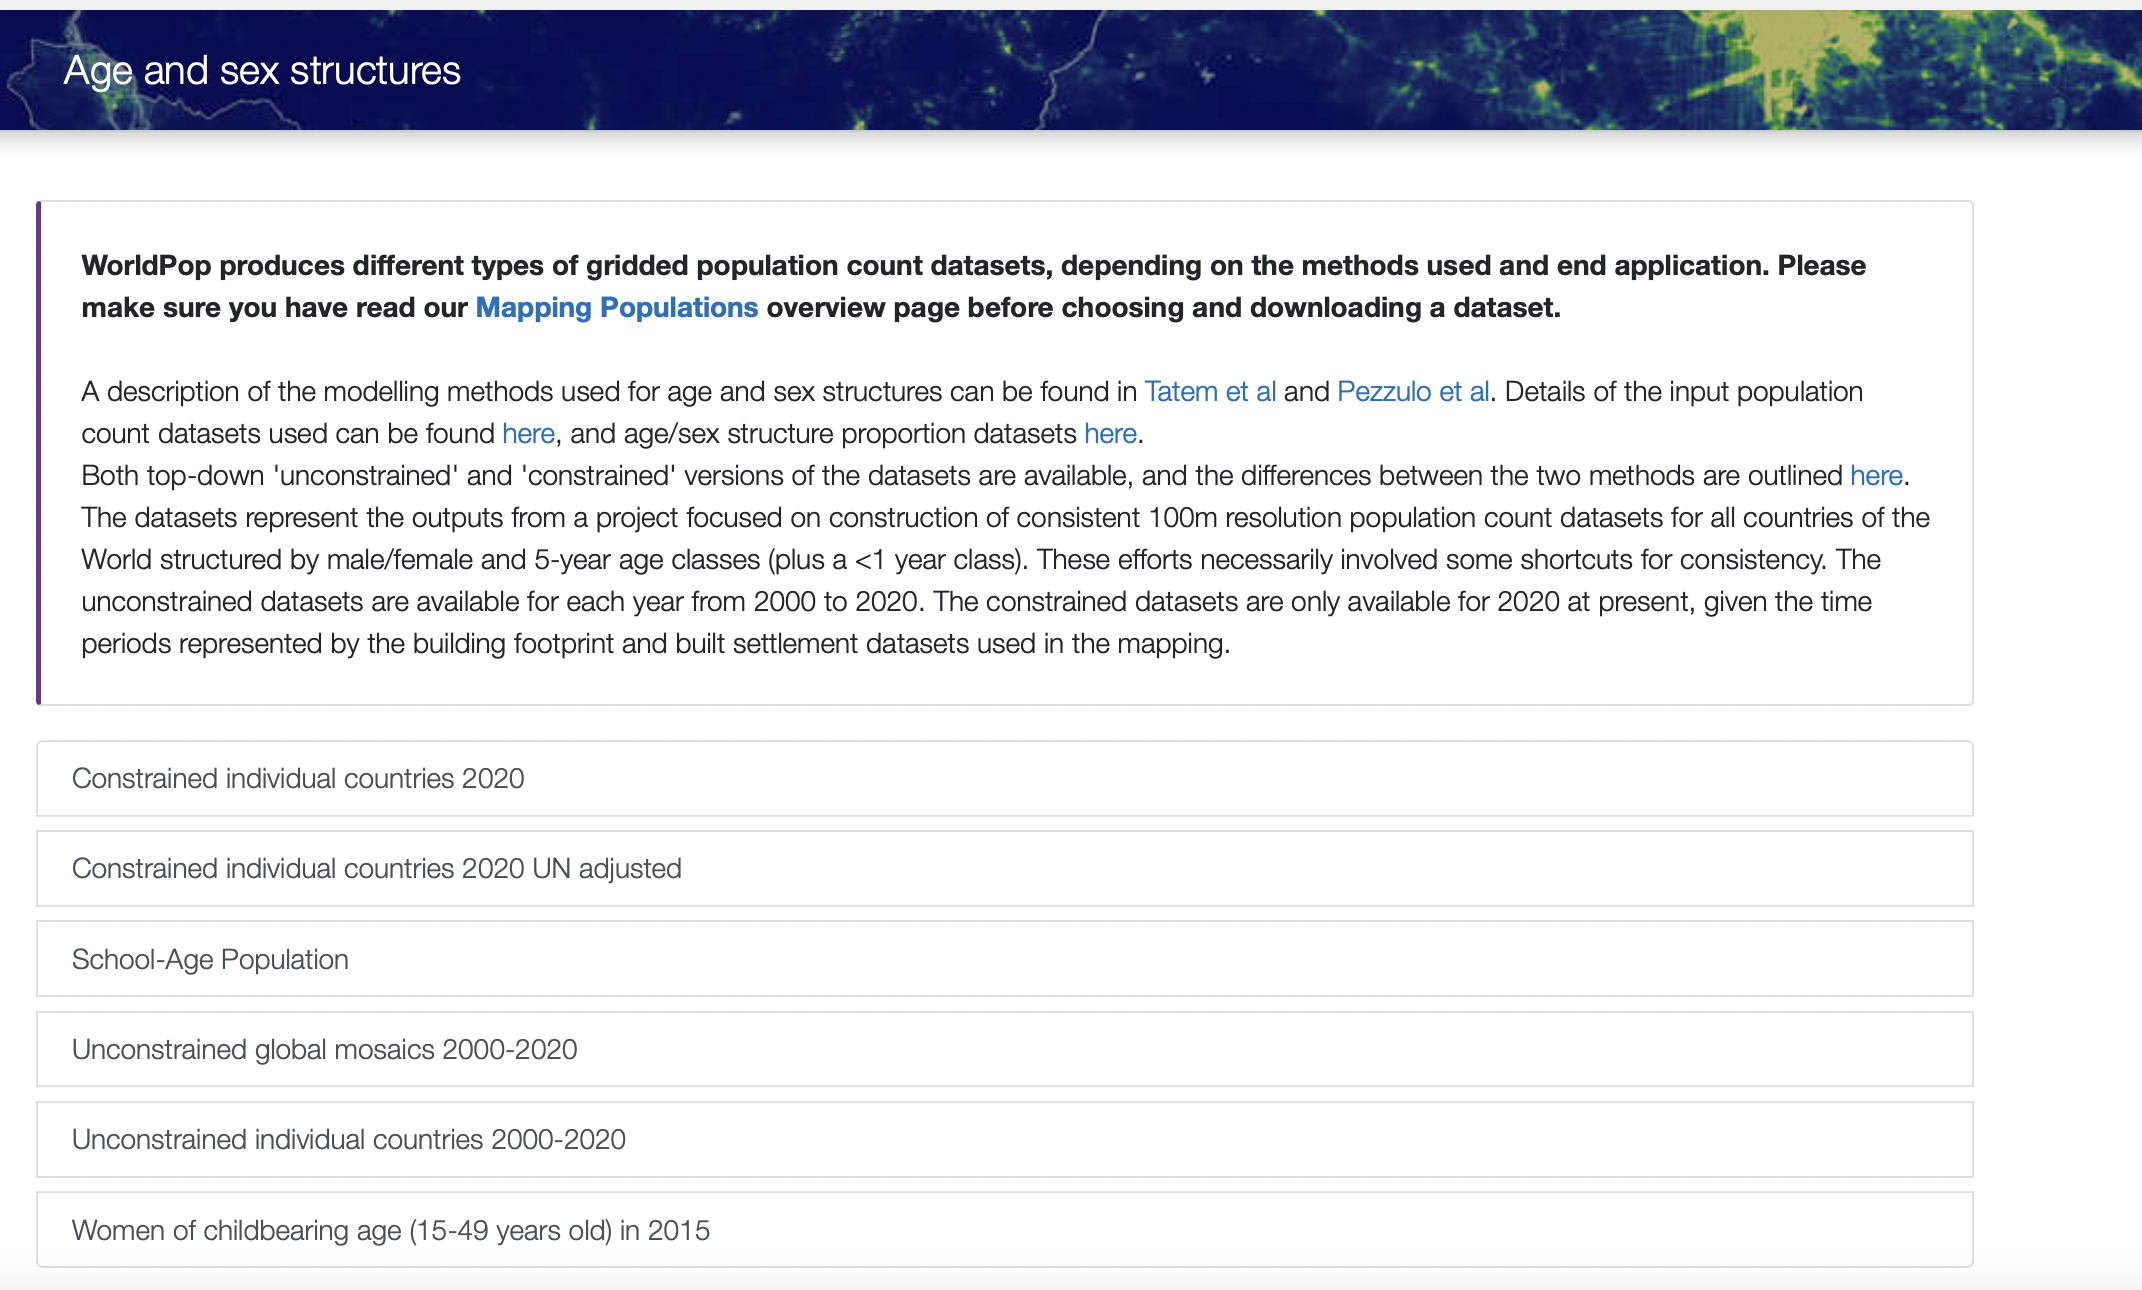 Age and sex structures
WorldPop produces different types of gridded population count datasets, depending on the methods used and end application. Please
make sure you have read our Mapping Populations overview page before choosing and downloading a dataset.
A description of the modelling methods used for age and sex structures can be found in Tatem et al and Pezzulo et al. Details of the input population
count datasets used can be found here, and age/sex structure proportion datasets here.
Both top-down 'unconstrained' and 'constrained' versions of the datasets are available, and the differences between the two methods are outlined here.
The datasets represent the outputs from a project focused on construction of consistent 100m resolution population count datasets for all countries of the
World structured by male/female and 5-year age classes (plus a <1 year class). These efforts necessarily involved some shortcuts for consistency. The
unconstrained datasets are available for each year from 2000 to 2020. The constrained datasets are only available for 2020 at present, given the time
periods represented by the building footprint and built settlement datasets used in the mapping.
Constrained individual countries 2020
Constrained individual countries 2020 UN adjusted
School-Age Population
Unconstrained global mosaics 2000-2020
Unconstrained individual countries 2000-2020
Women of childbearing age (15-49 years old) in 2015